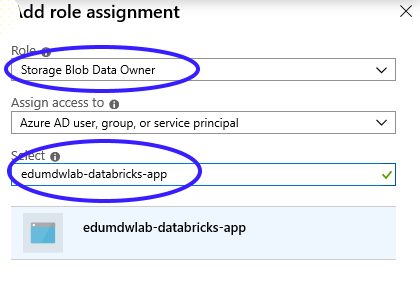 Add role assignment
Role
Storage Blob Data Owner
Assign access to
Azure AD user, group, or service principal
Select
edumdwlab-databricks-app
edumdwlab-databricks-app